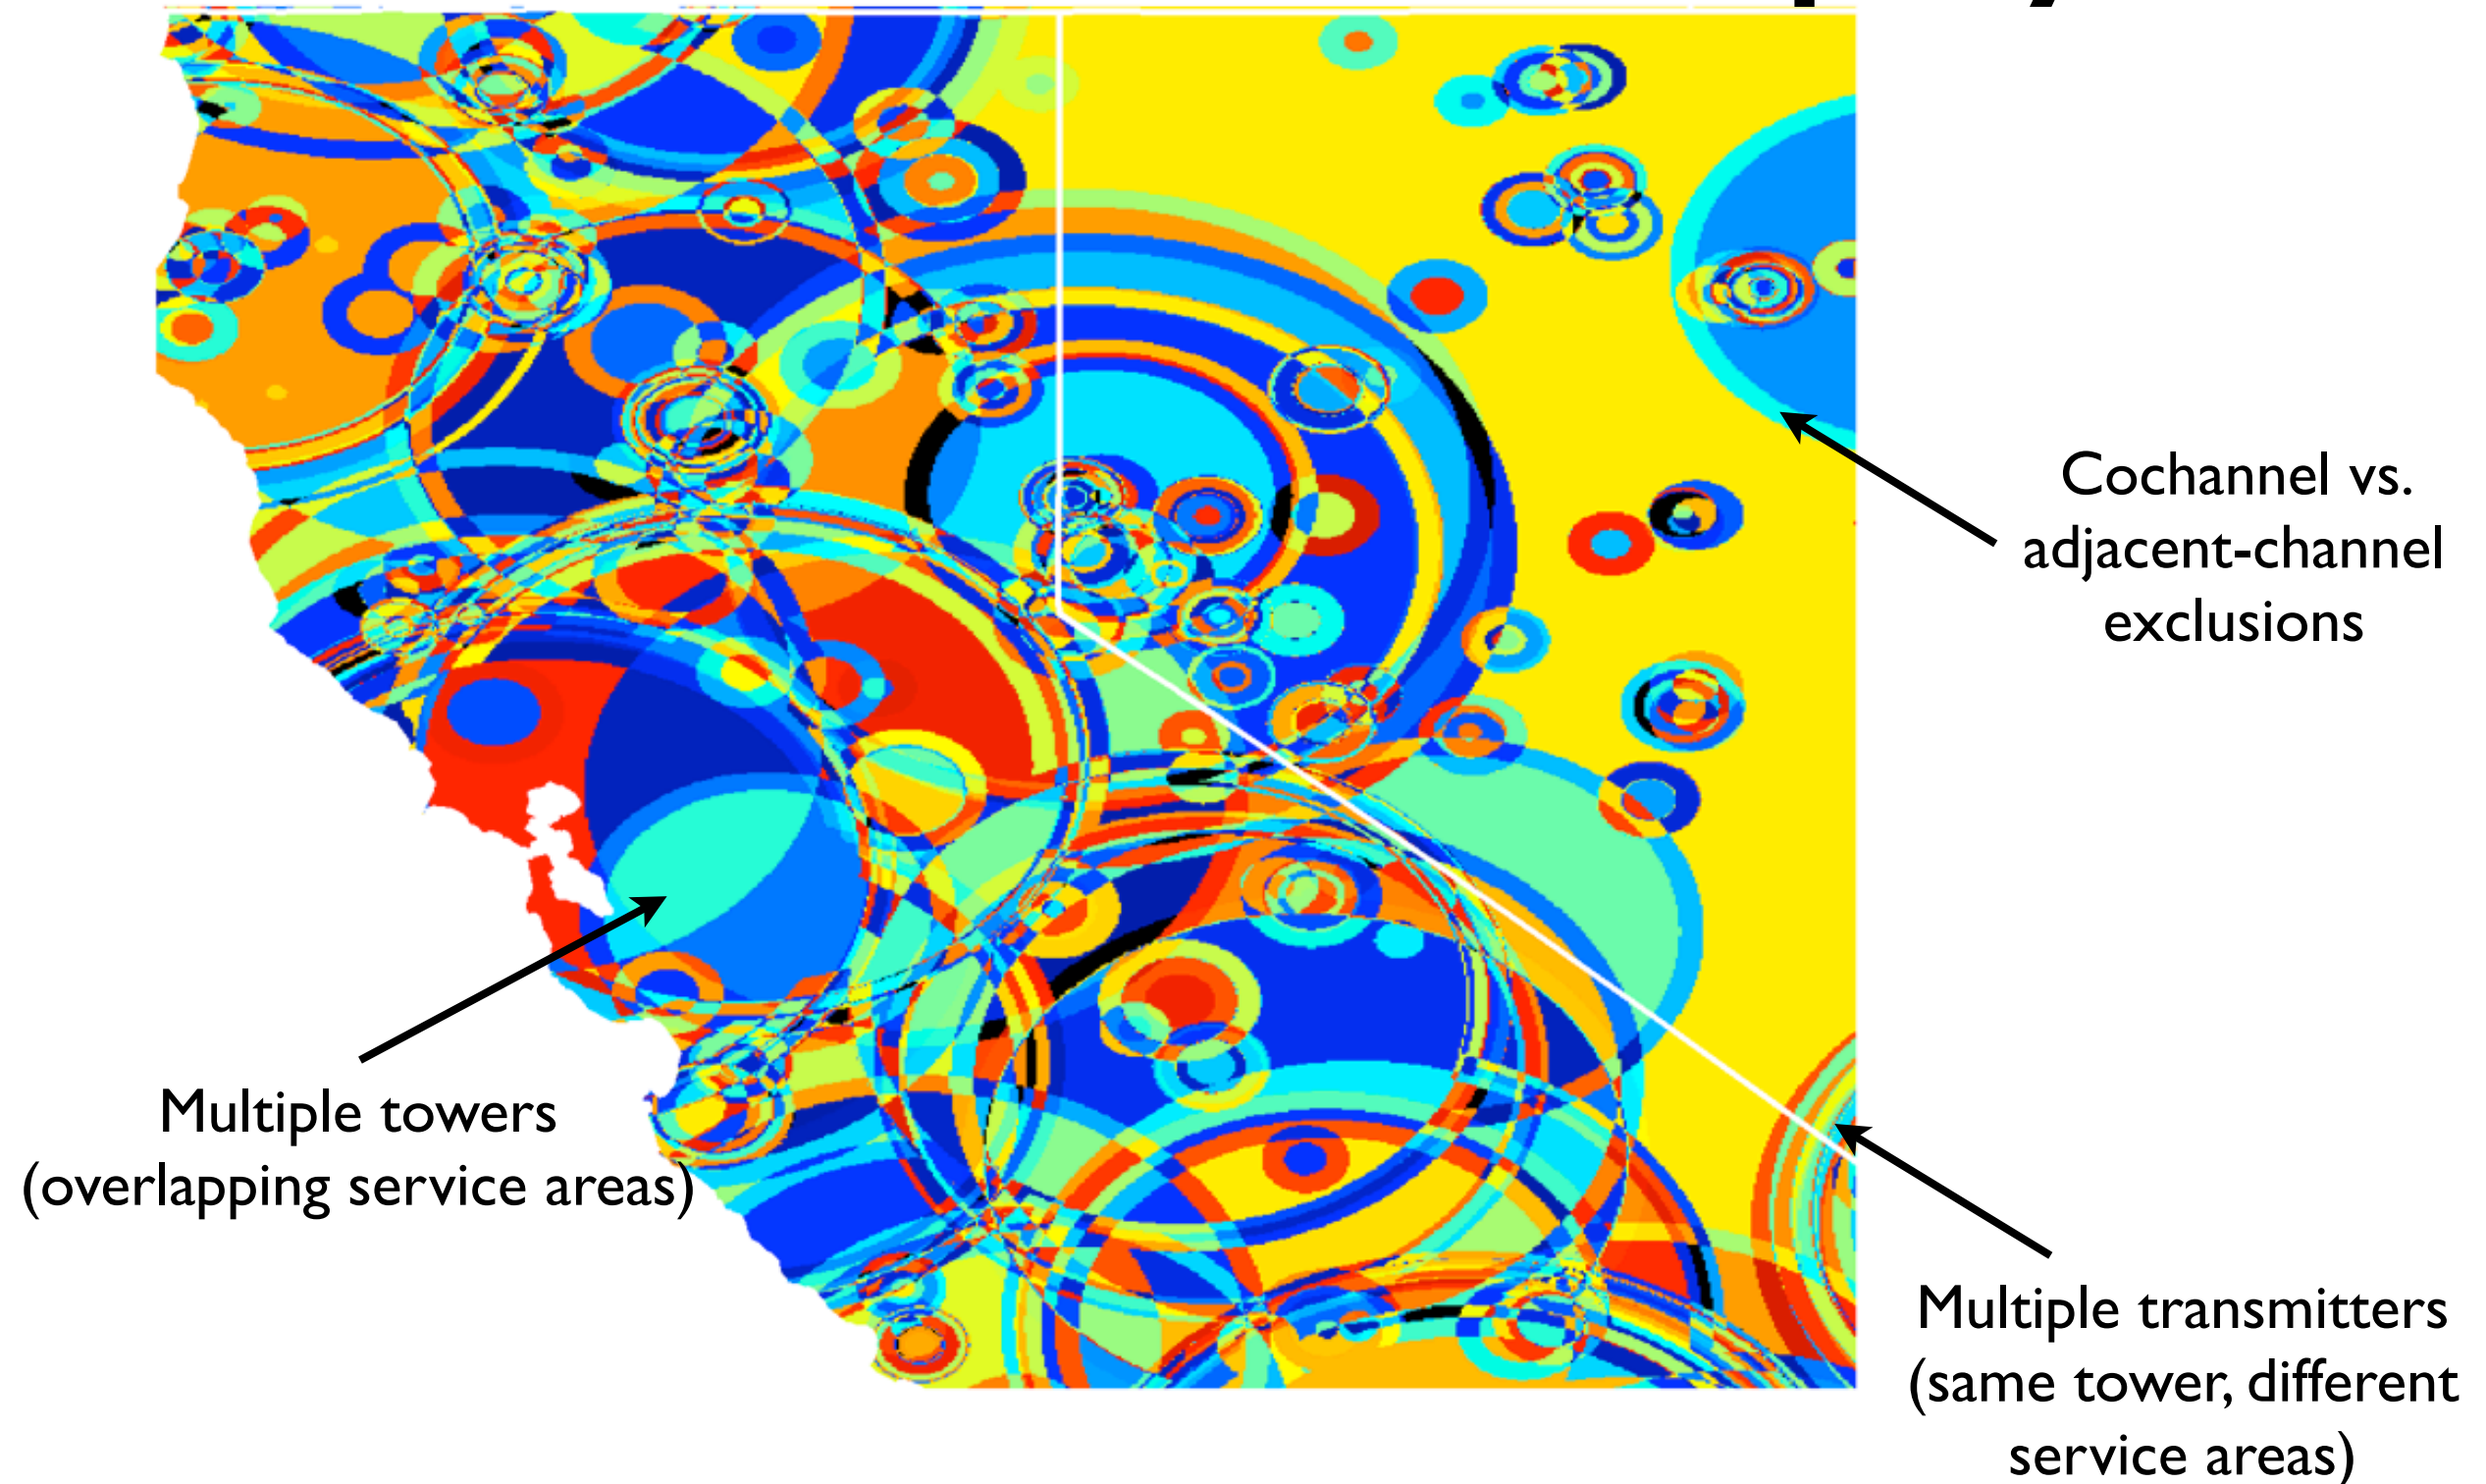 Cochannel vs.
adjacent-channel
exclusions
Multiple towers
(overlapping service areas)
Multiple transmitters
(same tower, different
service areas)